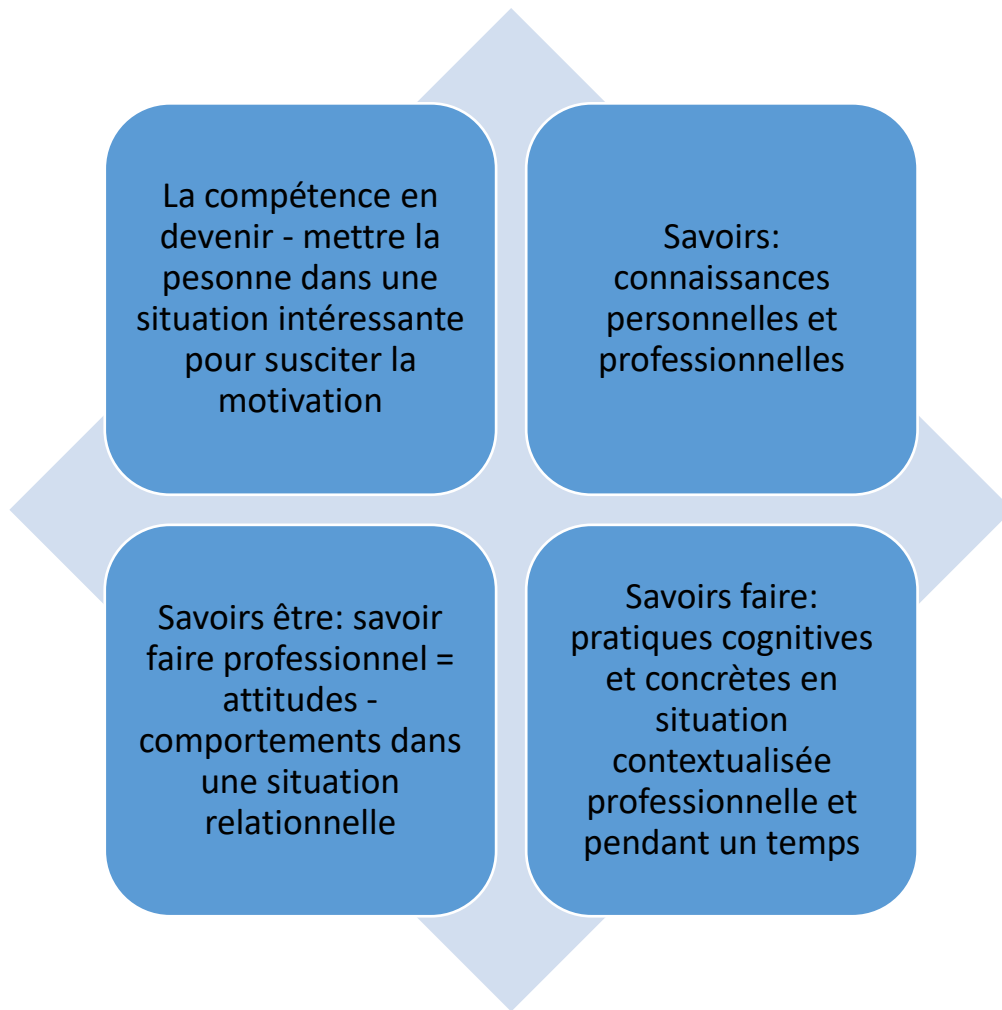 La compétence en
devenir - mettre la
pesonne dans une
situation intéressante
pour susciter la
motivation
Savoirs:
connaissances
personnelles et
professionnelles
Savoirs être: savoir
faire professionnel =
attitudes -
comportements dans
une situation
relationnelle
Savoirs faire:
pratiques cognitives
et concrètes en
situation
contextualisée
professionnelle et
pendant un temps